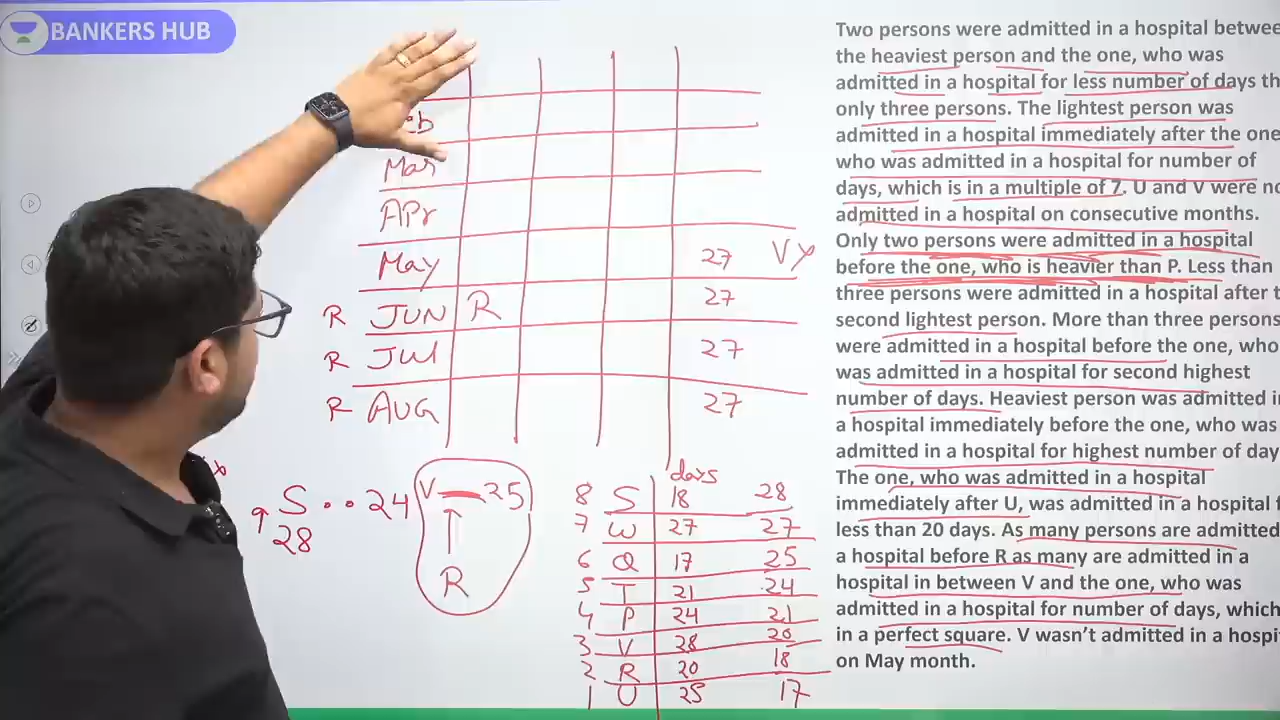 BANKERS HUB
Mar
APr
May 27 V
R JUN R 27
R JUL 27
R AUG 27
S 24 V 25
28
R
days
8 S 18 28
7 W 27 27
6 Q 17 25
5 T 21 24
4 P 24 21
3 V 28 20
2 R 20 18
1 U 25 17
Two persons were admitted in a hospital betwee
the heaviest person and the one, who was
admitted in a hospital for less number of days th
only three persons. The lightest person was
admitted in a hospital immediately after the one
who was admitted in a hospital for number of
days, which is in a multiple of 7. U and V were no
admitted in a hospital on consecutive months.
Only two persons were admitted in a hospital
before the one, who is heavier than P. Less than
three persons were admitted in a hospital after t
second lightest person. More than three persons
were admitted in a hospital before the one, who
was admitted in a hospital for second highest
number of days. Heaviest person was admitted i
a hospital immediately before the one, who was
admitted in a hospital for highest number of day
The one, who was admitted in a hospital
immediately after U, was admitted in a hospital
less than 20 days. As many persons are admitted
a hospital before R as many are admitted in a
hospital in between V and the one, who was
admitted in a hospital for number of days, which
in a perfect square. V wasn't admitted in a hospi
on May month.